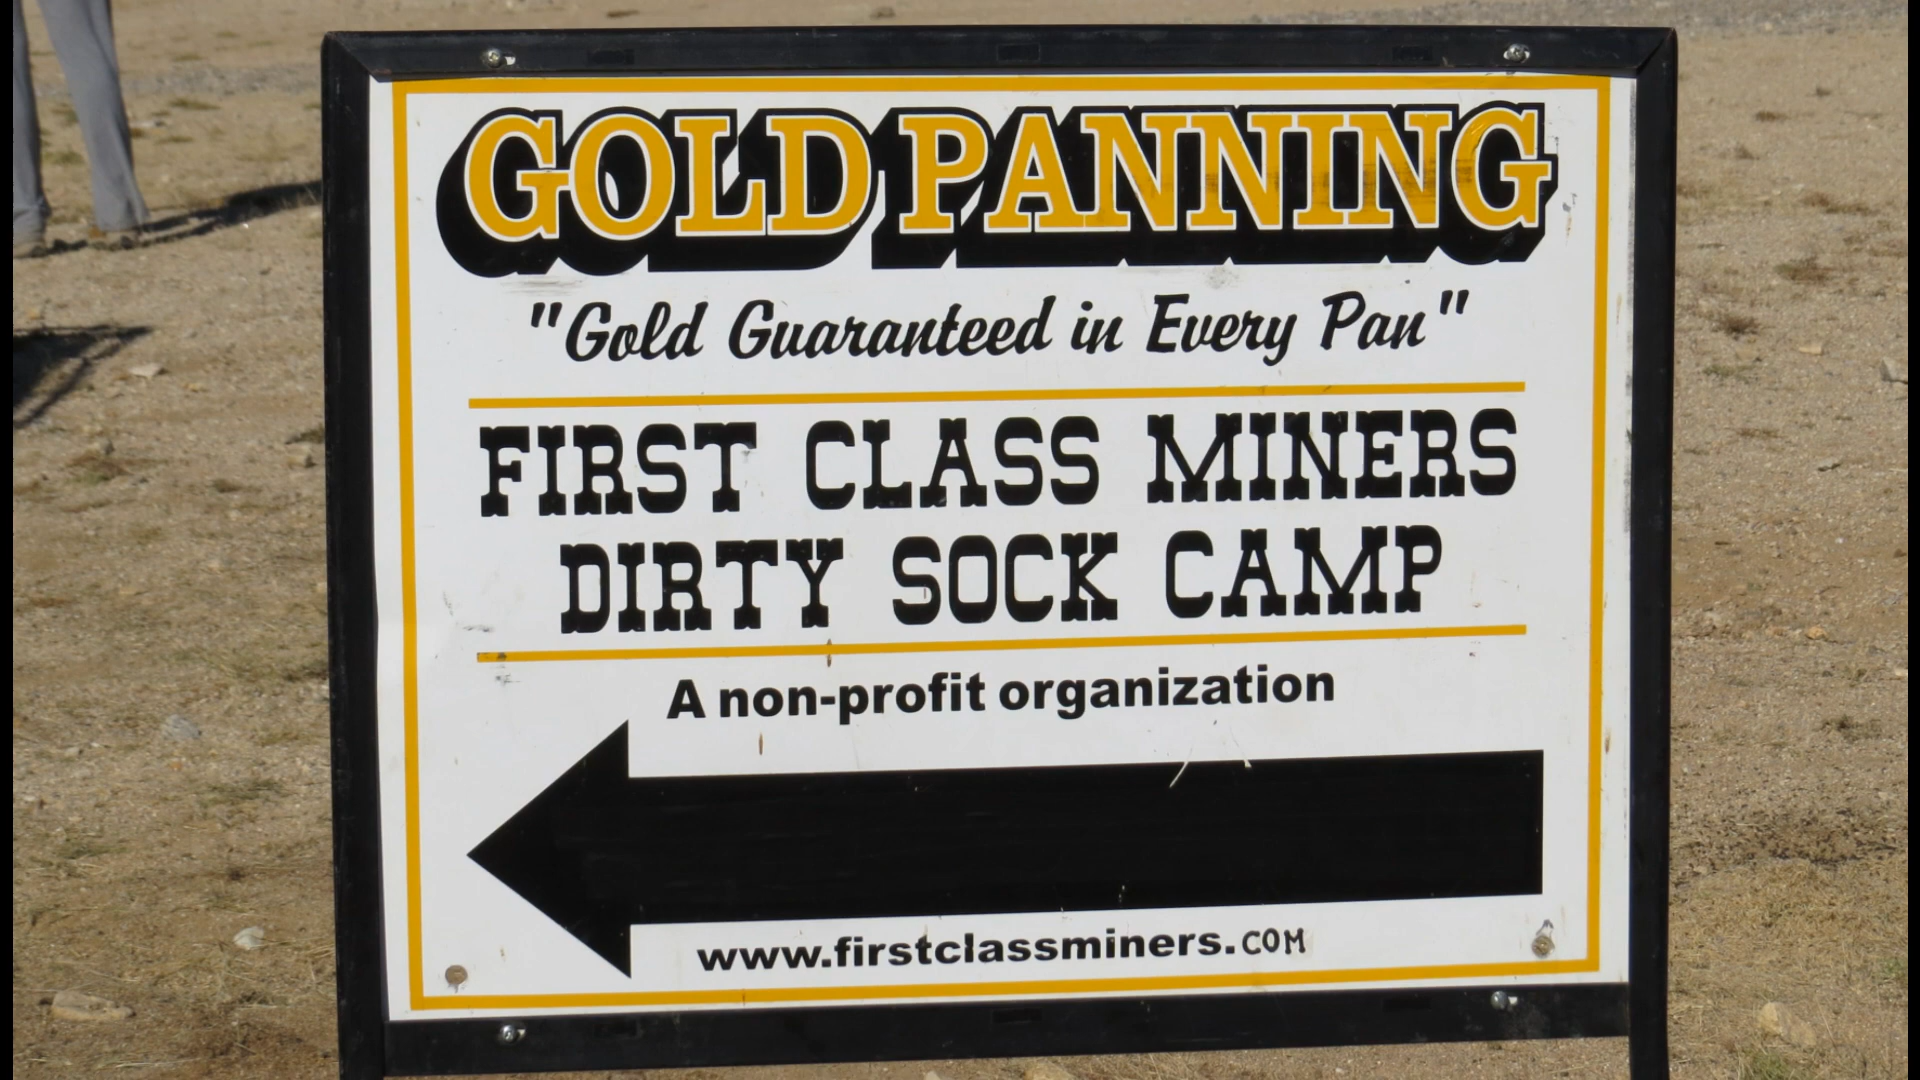 GOLD PANNING
"Gold Guaranteed in Every Pan"
FIRST CLASS MINERS
DIRTY SOCK CAMP
A non-profit organization
www.firstclassminers.COM